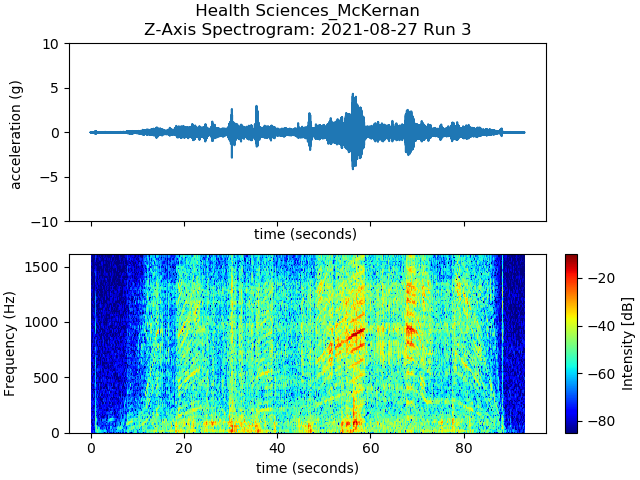 Health Sciences_McKernan
Z-Axis Spectrogram: 2021-08-27 Run 3
acceleration (g)
10
5
0
−5
−10
time (seconds)
Frequency (Hz)
1500
1000
500
0
0 20 40 60 80
time (seconds)
−20
−40
−60
−80
Intensity [dB]